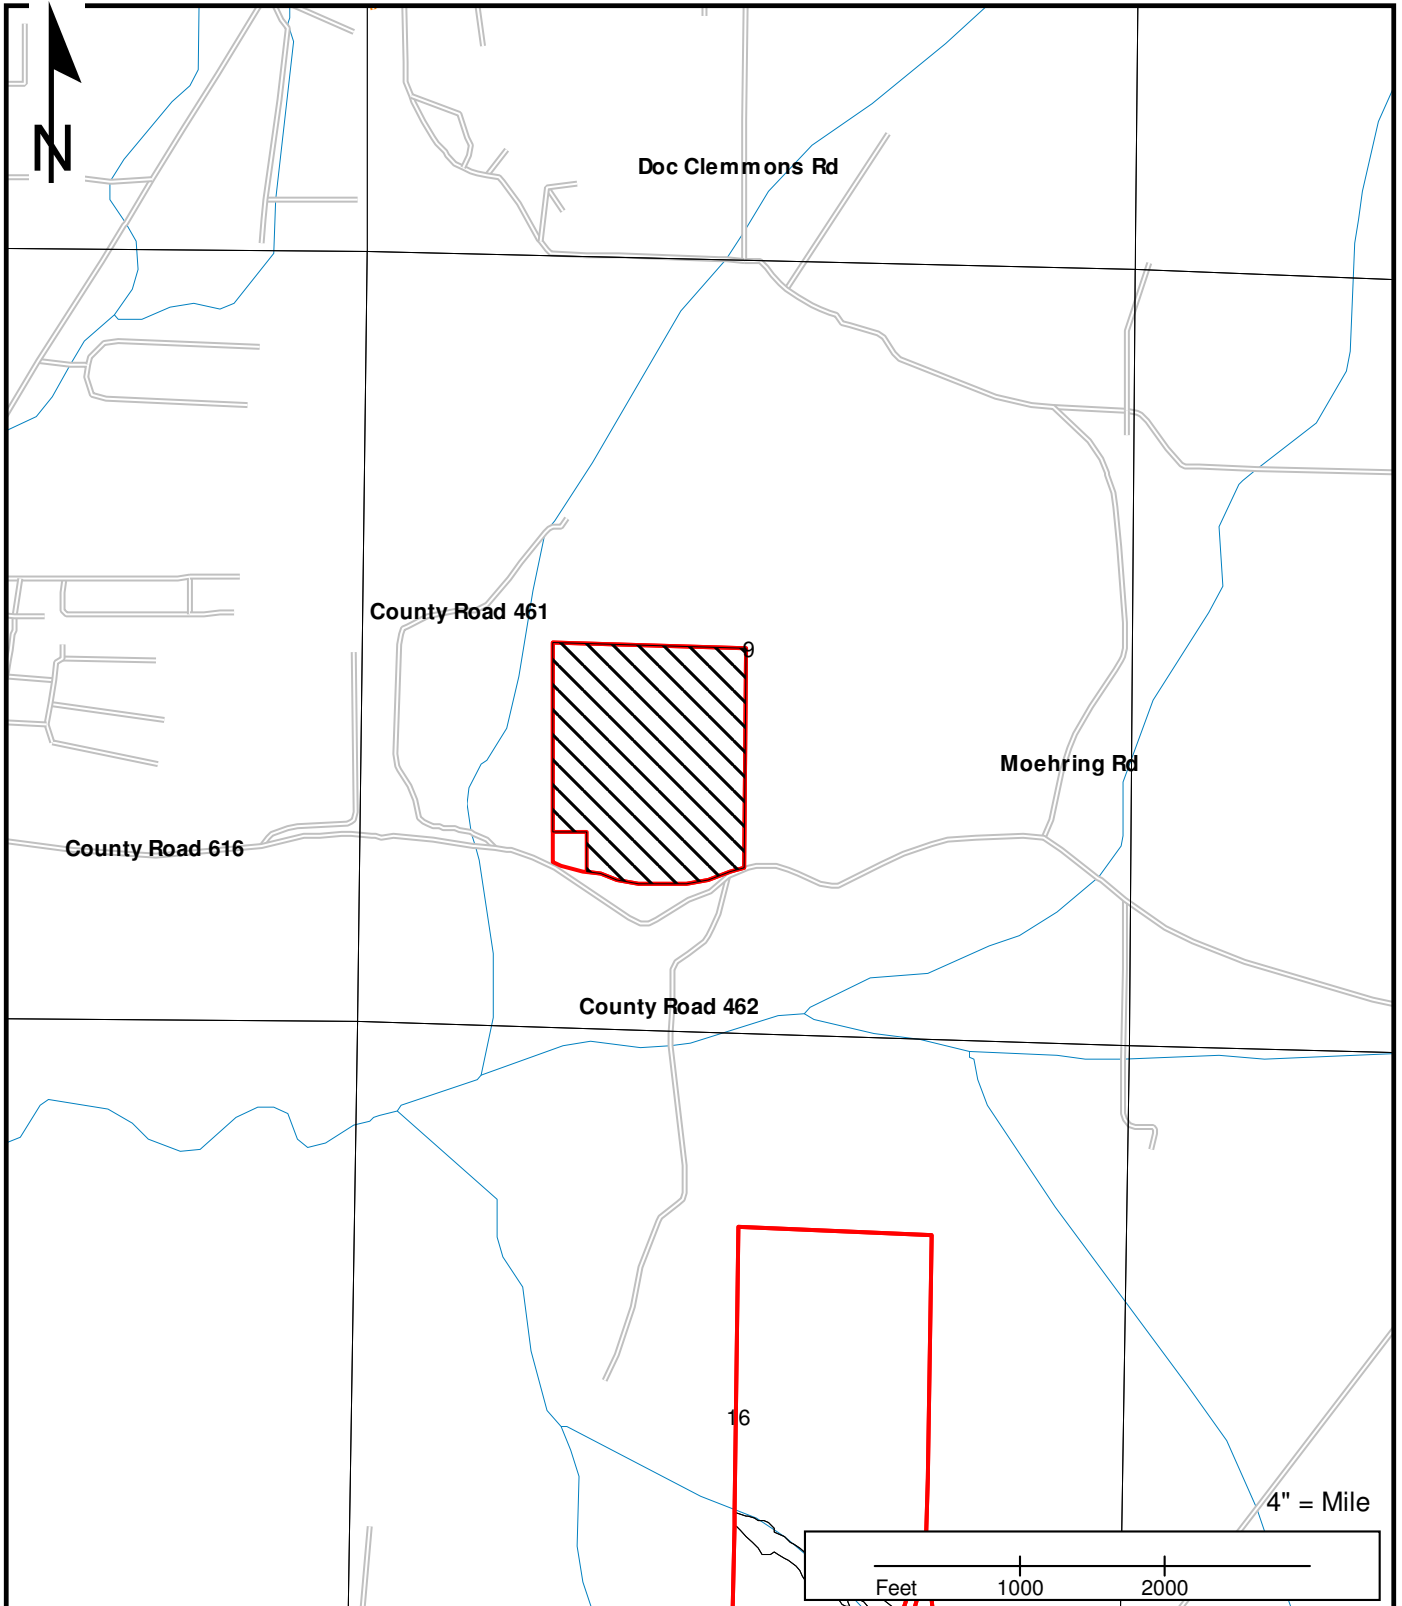 N
Doc Clemmons Rd
County Road 461
9
Moehring Rd
County Road 616
County Road 462
16
4" = Mile
Feet 1000 2000